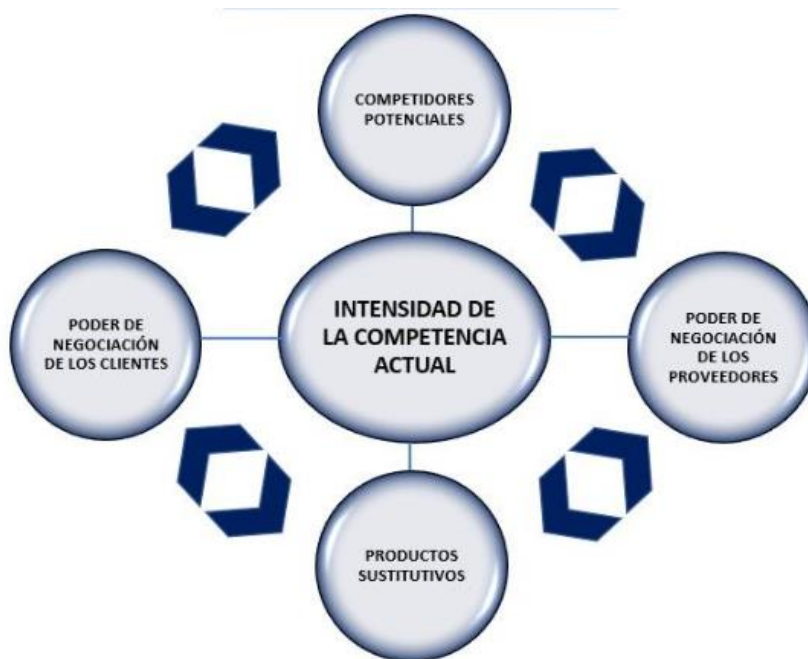 COMPETIDORES
POTENCIALES
PODER DE
NEGOCIACIÓN
DE LOS CLIENTES
INTENSIDAD DE
LA COMPETENCIA
ACTUAL
PODER DE
NEGOCIACIÓN
DE LOS
PROVEEDORES
PRODUCTOS
SUSTITUTIVOS